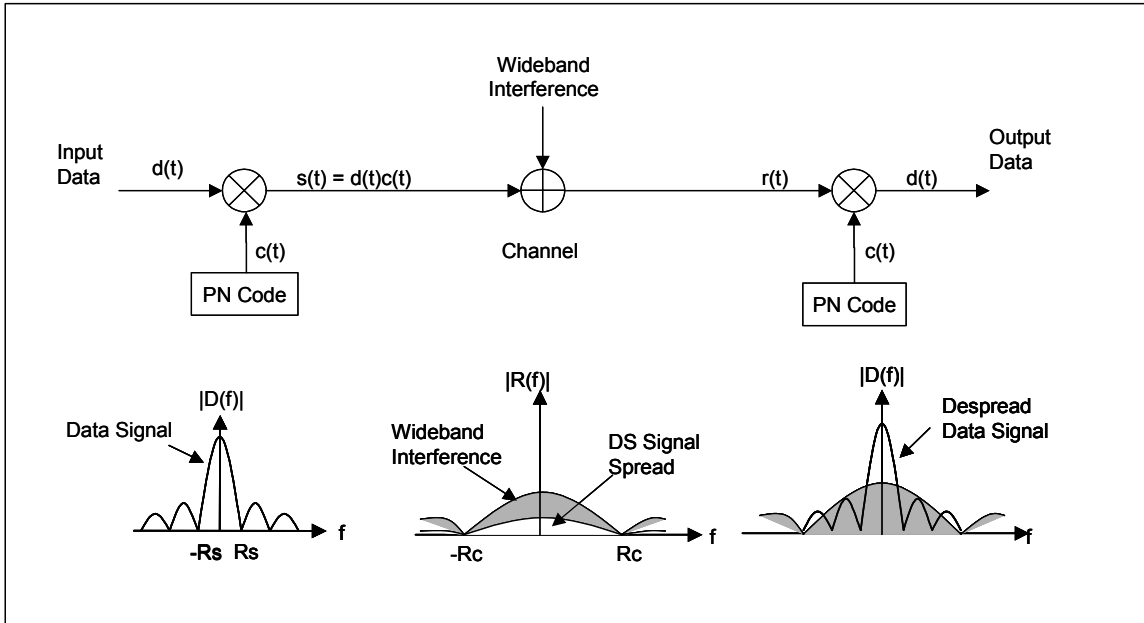 Wideband
Interference
Input
Data
d(t)
s(t) = d(t)c(t)
r(t)
d(t)
Output
Data
c(t)
Channel
c(t)
PN Code
PN Code
|D(f)|
Data Signal
f
-Rs
Rs
|R(f)|
Wideband
Interference
DS Signal
Spread
f
-Rc
Rc
|D(f)|
Despread
Data Signal
f